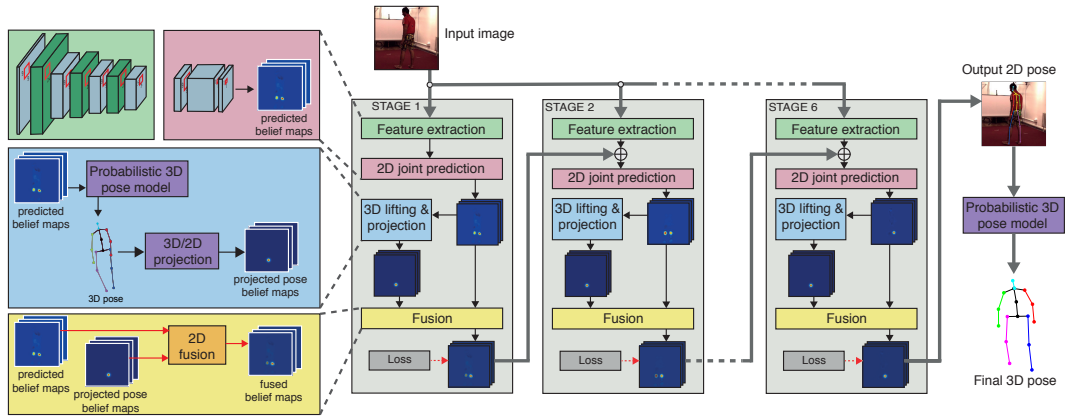 Input image
predicted
belief maps
predicted
belief maps
Probabilistic 3D
pose model
3D pose
3D/2D
projection
projected pose
belief maps
predicted
belief maps
projected pose
belief maps
2D
fusion
fused
belief maps
STAGE 1
Feature extraction
2D joint prediction
3D lifting &
projection
Fusion
Loss
STAGE 2
Feature extraction
2D joint prediction
3D lifting &
projection
Fusion
Loss
STAGE 6
Feature extraction
2D joint prediction
3D lifting &
projection
Fusion
Loss
Output 2D pose
Probabilistic 3D
pose model
Final 3D pose